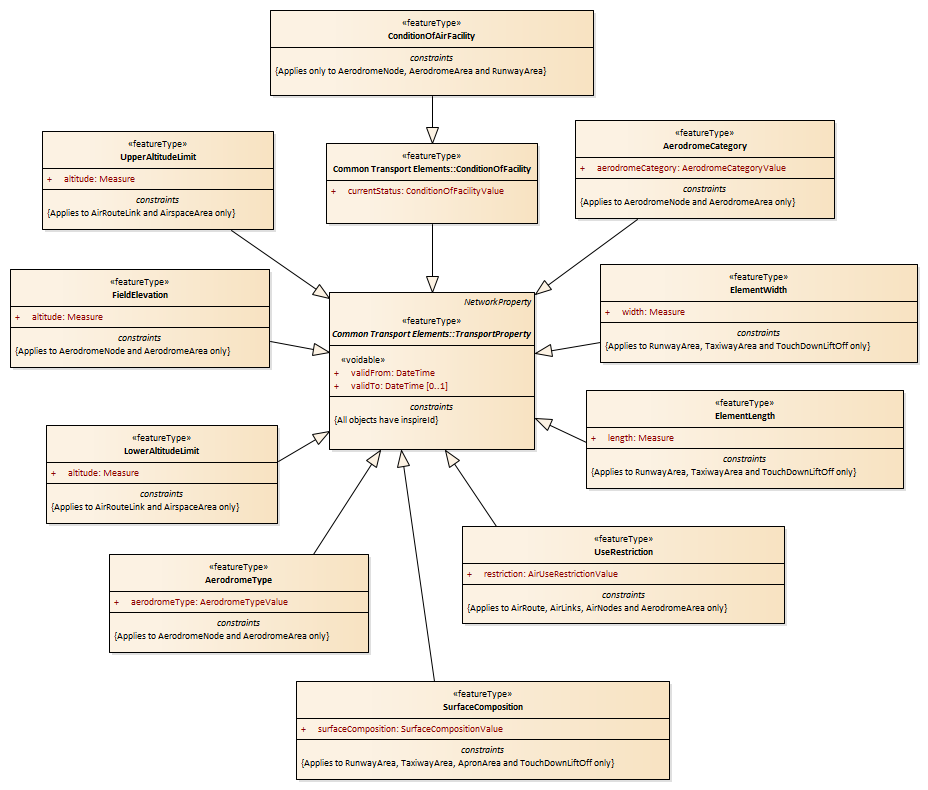 «featureType»
ConditionOfAirFacility
constraints
{Applies only to AerodromeNode, AerodromeArea and RunwayArea}
«featureType»
UpperAltitudeLimit
+ altitude: Measure
constraints
{Applies to AirRouteLink and AirspaceArea only}
«featureType»
Common Transport Elements::ConditionOfFacility
+ currentStatus: ConditionOfFacilityValue
«featureType»
AerodromeCategory
+ aerodromeCategory: AerodromeCategoryValue
constraints
{Applies to AerodromeNode and AerodromeArea only}
«featureType»
FieldElevation
+ altitude: Measure
constraints
{Applies to AerodromeNode and AerodromeArea only}
NetworkProperty
«featureType»
Common Transport Elements::TransportProperty
«voidable»
+ validFrom: DateTime
+ validTo: DateTime [0..1]
constraints
{All objects have inspireId}
«featureType»
ElementWidth
+ width: Measure
constraints
{Applies to RunwayArea, TaxiwayArea and TouchDownLiftOff only}
«featureType»
ElementLength
+ length: Measure
constraints
{Applies to RunwayArea, TaxiwayArea and TouchDownLiftOff only}
«featureType»
LowerAltitudeLimit
+ altitude: Measure
constraints
{Applies to AirRouteLink and AirspaceArea only}
«featureType»
UseRestriction
+ restriction: AirUseRestrictionValue
constraints
{Applies to AirRoute, AirLinks, AirNodes and AerodromeArea only}
«featureType»
AerodromeType
+ aerodromeType: AerodromeTypeValue
constraints
{Applies to AerodromeNode and AerodromeArea only}
«featureType»
SurfaceComposition
+ surfaceComposition: SurfaceCompositionValue
constraints
{Applies to RunwayArea, TaxiwayArea, ApronArea and TouchDownLiftOff only}